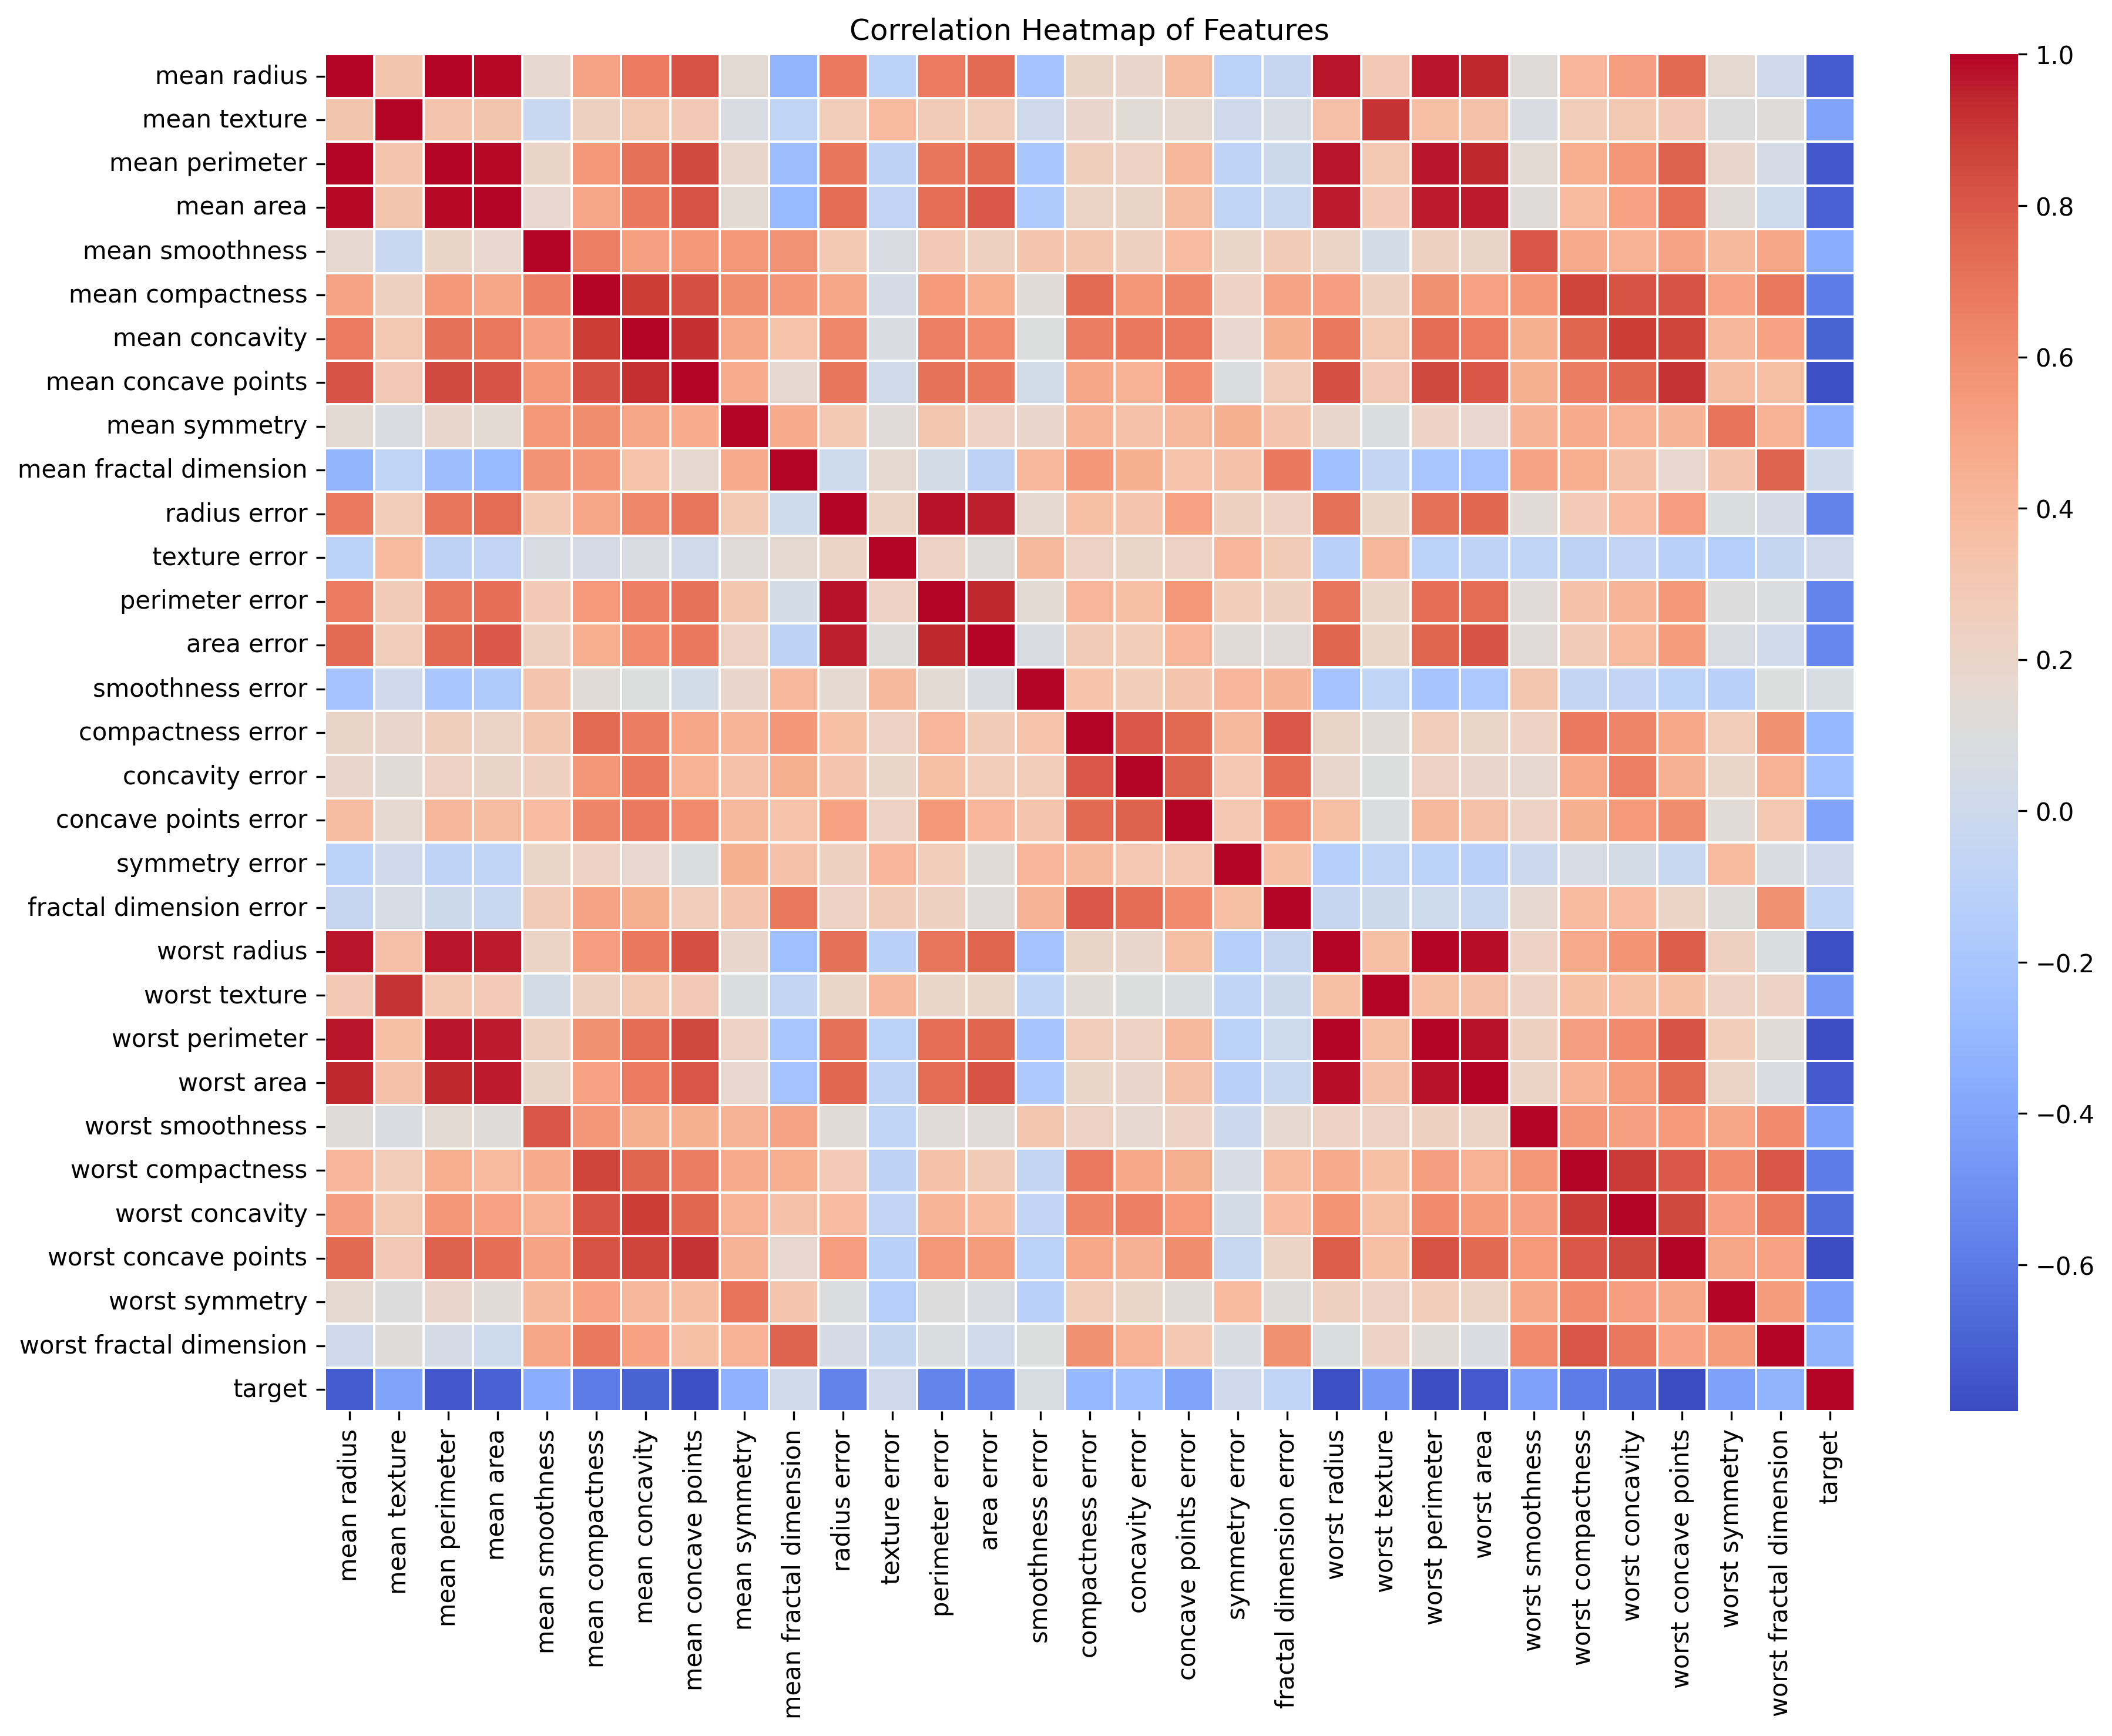 Correlation Heatmap of Features
mean radius
mean texture
mean perimeter
mean area
mean smoothness
mean compactness
mean concavity
mean concave points
mean symmetry
mean fractal dimension
radius error
texture error
perimeter error
area error
smoothness error
compactness error
concavity error
concave points error
symmetry error
fractal dimension error
worst radius
worst texture
worst perimeter
worst area
worst smoothness
worst compactness
worst concavity
worst concave points
worst symmetry
worst fractal dimension
target
mean radius
mean texture
mean perimeter
mean area
mean smoothness
mean compactness
mean concavity
mean concave points
mean symmetry
mean fractal dimension
radius error
texture error
perimeter error
area error
smoothness error
compactness error
concavity error
concave points error
symmetry error
fractal dimension error
worst radius
worst texture
worst perimeter
worst area
worst smoothness
worst compactness
worst concavity
worst concave points
worst symmetry
worst fractal dimension
target
1.0
0.8
0.6
0.4
0.2
0.0
−0.2
−0.4
−0.6